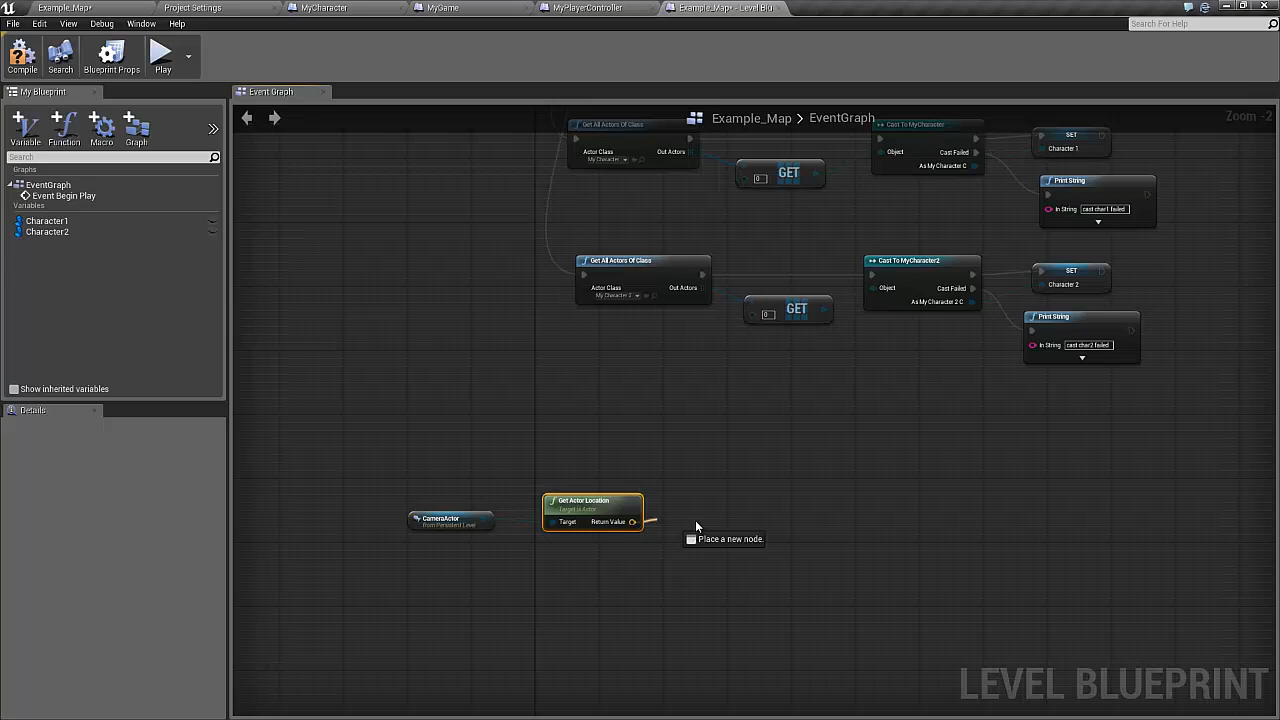 Example_Map*
Project Settings
MyCharacter
MyGame
MyPlayerController
Example_Map* - Level Blu
File Edit View Debug Window Help
Search For Help
Compile
Search
Blueprint Props
Play
My Blueprint
Event Graph
Variable
Function
Macro
Graph
Search
Graphs
EventGraph
Event Begin Play
Variables
Character1
Character2
Show inherited variables
Details
Example_Map > EventGraph
Zoom -2
Get All Actors Of Class
Actor Class
Out Actors
My Character
0
GET
Cast To MyCharacter
Object
Cast Failed
As My Character C
SET
Character 1
Print String
In String
cast char1 failed
Get All Actors Of Class
Actor Class
Out Actors
My Character 2
0
GET
Cast To MyCharacter2
Object
Cast Failed
As My Character 2 C
SET
Character 2
Print String
In String
cast char2 failed
CameraActor
from Persistent Level
Get Actor Location
Target is Actor
Target
Return Value
Place a new node.
LEVEL BLUEPRINT